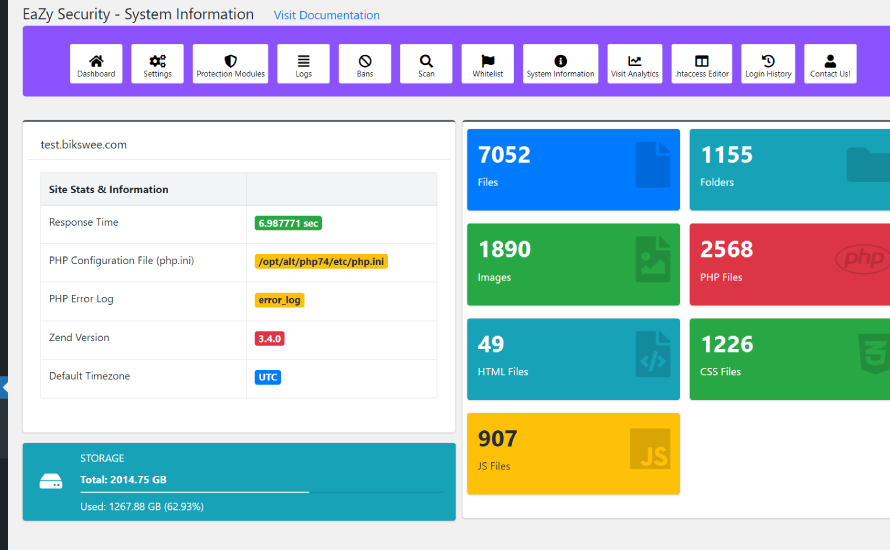 EaZy Security - System Information Visit Documentation
Dashboard
Settings
Protection Modules
Logs
Bans
Scan
Whitelist
System Information
Visit Analytics
.htaccess Editor
Login History
Contact Us!
test.bikswee.com
Site Stats & Information
Response Time 6.987771 sec
PHP Configuration File (php.ini) /opt/alt/php74/etc/php.ini
PHP Error Log error_log
Zend Version 3.4.0
Default Timezone UTC
STORAGE
Total: 2014.75 GB
Used: 1267.88 GB (62.93%)
7052
Files
1155
Folders
1890
Images
2568
PHP Files
php
49
HTML Files
1226
CSS Files
907
JS Files
JS